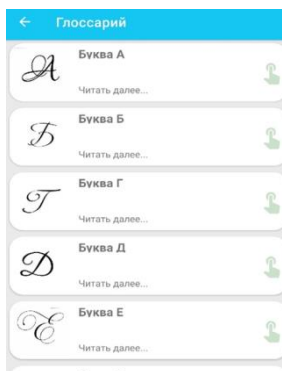 Глоссарий
Буква А
А
Читать далее...
Буква Б
Б
Читать далее...
Буква Г
Г
Читать далее...
Буква Д
Д
Читать далее...
Буква Е
Е
Читать далее...